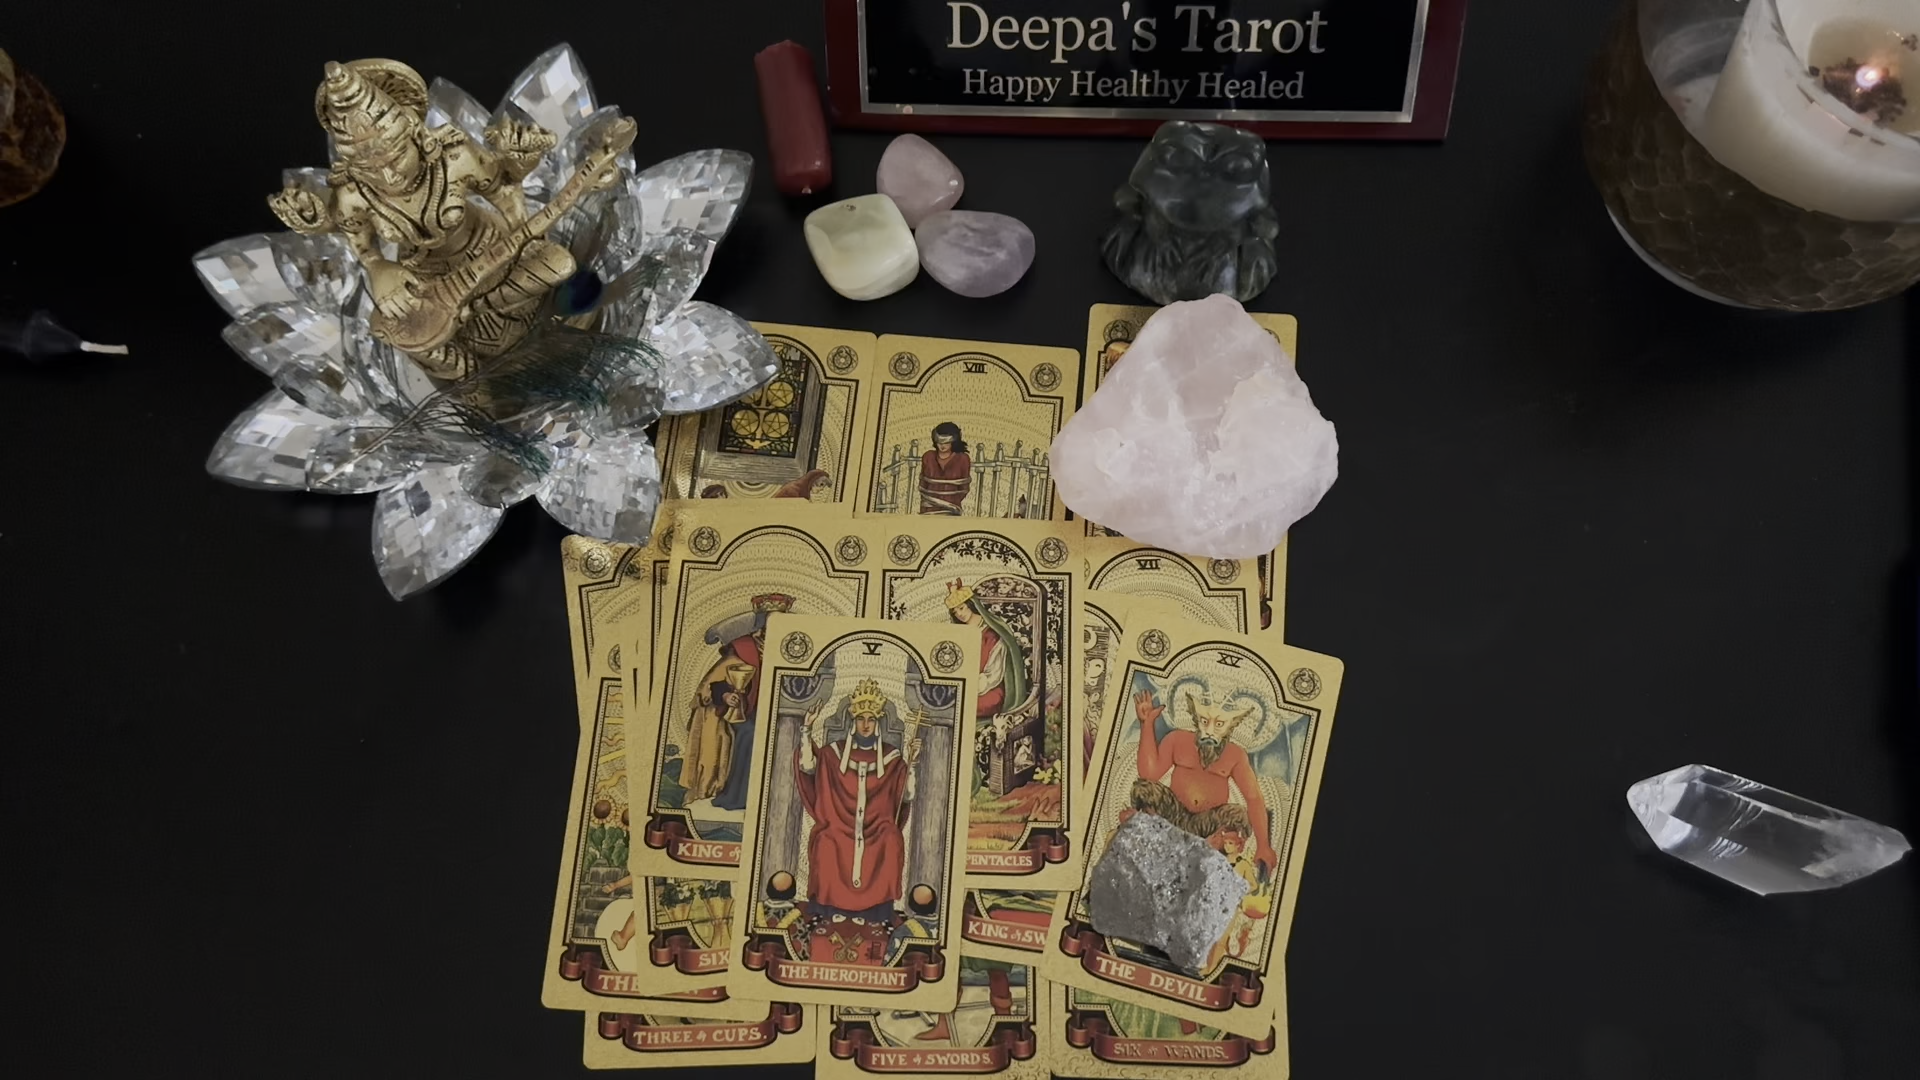 Deepa's Tarot
Happy Healthy Healed
VIII
VII
V
XV
KING of
PENTACLES
THE HIEROPHANT
KING of SW
THE DEVIL.
SIX
THE
THREE of CUPS.
FIVE of SWORDS.
SIX of WANDS.